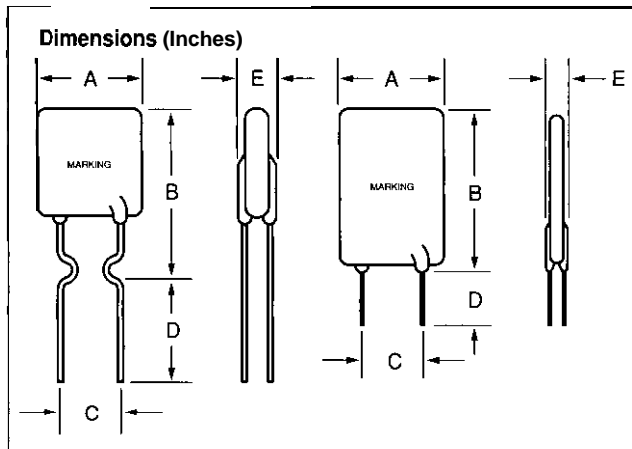 Dimensions (Inches)
A E A E
MARKING MARKING
B B
D D
C C